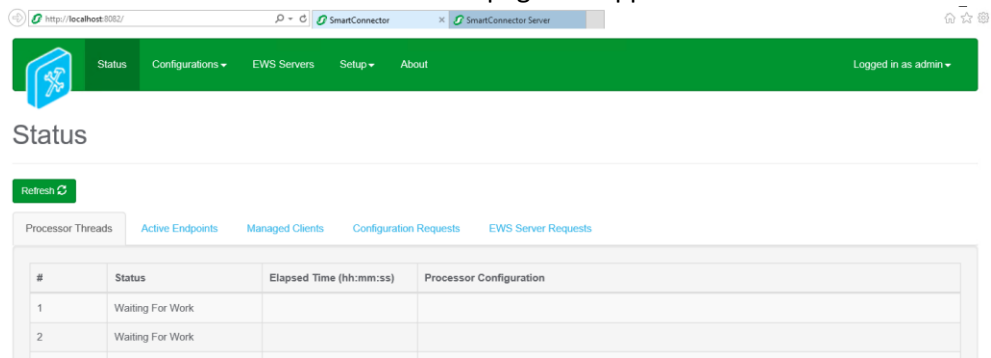 http://localhost:8082/ SmartConnector SmartConnector Server
Status Configurations EWS Servers Setup About Logged in as admin
Status
Refresh
Processor Threads Active Endpoints Managed Clients Configuration Requests EWS Server Requests
# Status Elapsed Time (hh:mm:ss) Processor Configuration
1 Waiting For Work
2 Waiting For Work